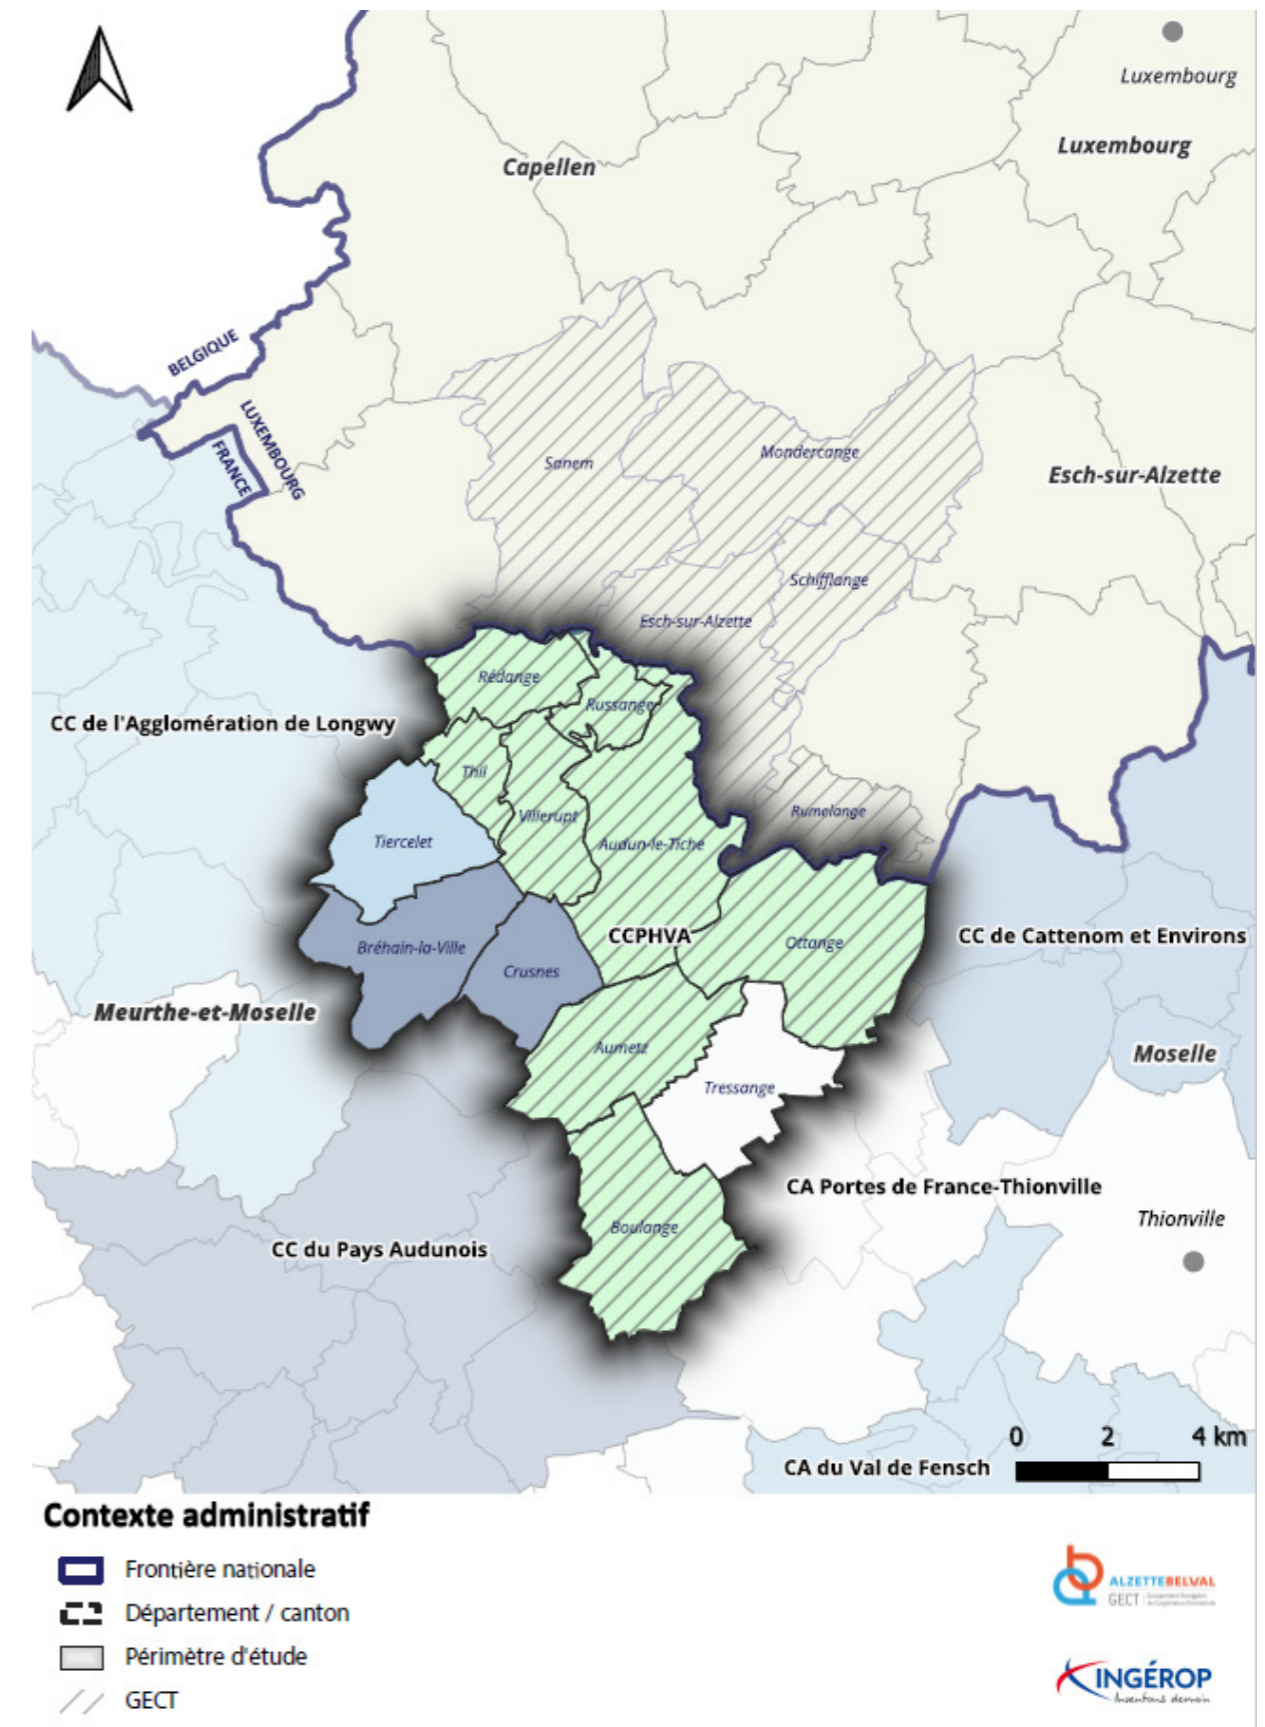 Luxembourg
Luxembourg
Capellen
BELGIQUE
LUXEMBOURG
FRANCE
Sanem
Mondercange
Esch-sur-Alzette
Schifflange
Esch-sur-Alzette
Rédange
Russange
CC de l'Agglomération de Longwy
Thil
Villerupt
Rumelange
Tiercelet
Audun-le-Tiche
CCPHVA
Ottange
CC de Cattenom et Environs
Bréhain-la-Ville
Crusnes
Meurthe-et-Moselle
Aumetz
Moselle
Tressange
CA Portes de France-Thionville
Thionville
Boulange
CC du Pays Audunois
0 2 4 km
CA du Val de Fensch
Contexte administratif
Frontière nationale
Département / canton
Périmètre d'étude
GECT
ALZETTEBELVAL
GECT
INGÉROP
Inventons demain